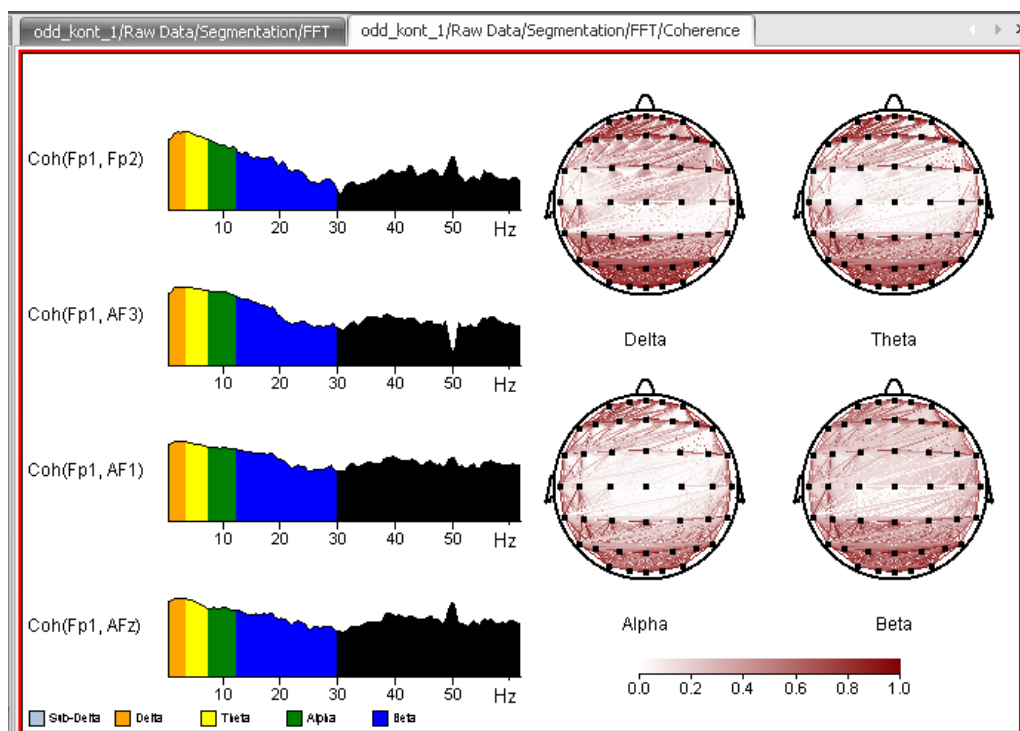 odd_kont_1/Raw Data/Segmentation/FFT
odd_kont_1/Raw Data/Segmentation/FFT/Coherence
Coh(Fp1, Fp2)
10 20 30 40 50 Hz
Coh(Fp1, AF3)
10 20 30 40 50 Hz
Coh(Fp1, AF1)
10 20 30 40 50 Hz
Coh(Fp1, AFz)
10 20 30 40 50 Hz
Sub-Delta Delta Theta Alpha Beta
Delta Theta
Alpha Beta
0.0 0.2 0.4 0.6 0.8 1.0